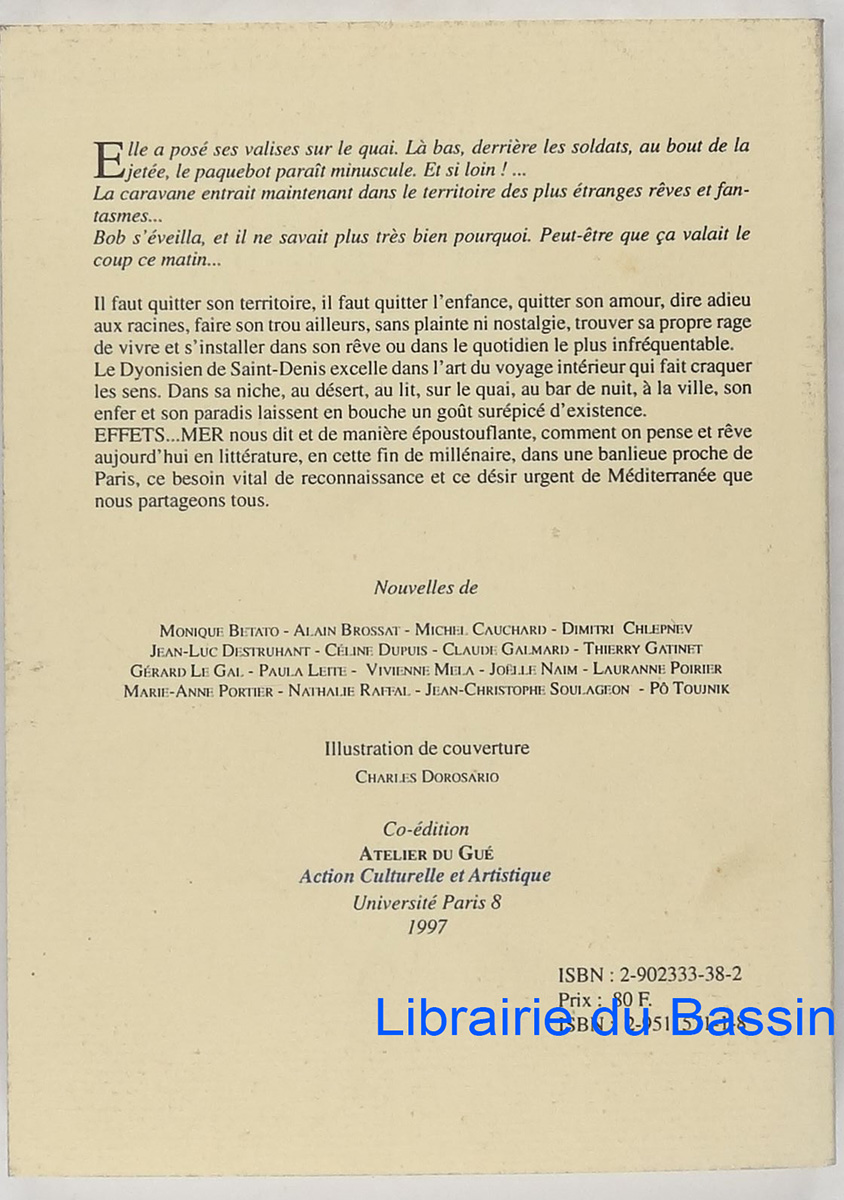 Elle a posé ses valises sur le quai. Là bas, derrière les soldats, au bout de la
jetée, le paquebot paraît minuscule. Et si loin ! ...
La caravane entrait maintenant dans le territoire des plus étranges rêves et fan-
tasmes...
Bob s'éveilla, et il ne savait plus très bien pourquoi. Peut-être que ça valait le
coup ce matin...
Il faut quitter son territoire, il faut quitter l'enfance, quitter son amour, dire adieu
aux racines, faire son trou ailleurs, sans plainte ni nostalgie, trouver sa propre rage
de vivre et s'installer dans son rêve ou dans le quotidien le plus infréquentable.
Le Dyonisien de Saint-Denis excelle dans l'art du voyage intérieur qui fait craquer
les sens. Dans sa niche, au désert, au lit, sur le quai, au bar de nuit, à la ville, son
enfer et son paradis laissent en bouche un goût surépicé d'existence.
EFFETS...MER nous dit et de manière époustouflante, comment on pense et rêve
aujourd'hui en littérature, en cette fin de millénaire, dans une banlieue proche de
Paris, ce besoin vital de reconnaissance et ce désir urgent de Méditerranée que
nous partageons tous.
Nouvelles de
MONIQUE BETATO - ALAIN BROSSAT - MICHEL CAUCHARD - DIMITRI CHLEPNEV
JEAN-LUC DESTRUHANT - CÉLINE DUPUIS - CLAUDE GALMARD - THIERRY GATINET
GÉRARD LE GAL - PAULA LEITE - VIVIENNE MELA - JOËLLE NAIM - LAURANNE POIRIER
MARIE-ANNE PORTIER - NATHALIE RAFFAL - JEAN-CHRISTOPHE SOULAGEON - PÔ TOUJNIK
Illustration de couverture
CHARLES DOROSARIO
Co-édition
ATELIER DU GUÉ
Action Culturelle et Artistique
Université Paris 8
1997
ISBN : 2-902333-38-2
Prix : 80 F.
ISBN :
Librairie du Bassin